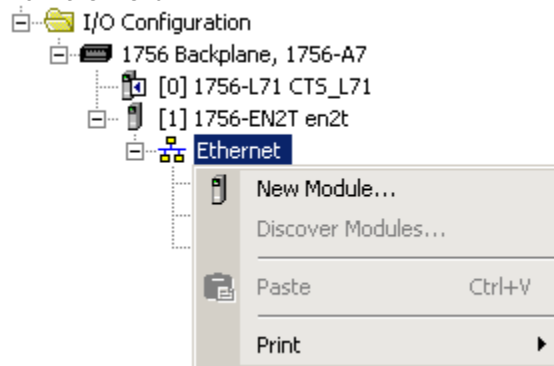 I/O Configuration
1756 Backplane, 1756-A7
[0] 1756-L71 CTS_L71
[1] 1756-EN2T en2t
Ethernet
New Module...
Discover Modules...
Paste Ctrl+V
Print